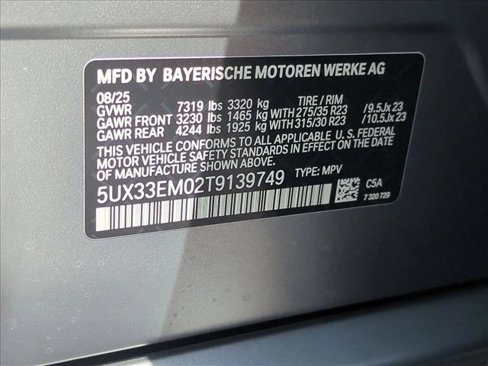 MFD BY BAYERISCHE MOTOREN WERKE AG
08/25
GVWR 7319 lbs 3320 kg TIRE / RIM
GAWR FRONT 3230 lbs 1465 kg WITH 275/35 R23 /9.5Jx23
GAWR REAR 4244 lbs 1925 kg WITH 315/30 R23 /10.5Jx23
THIS VEHICLE CONFORMS TO ALL APPLICABLE U.S. FEDERAL
MOTOR VEHICLE SAFETY STANDARDS IN EFFECT ON THE DATE OF
MANUFACTURE SHOWN ABOVE.
5UX33EM02T9139749 TYPE: MPV C5A
7 320 729